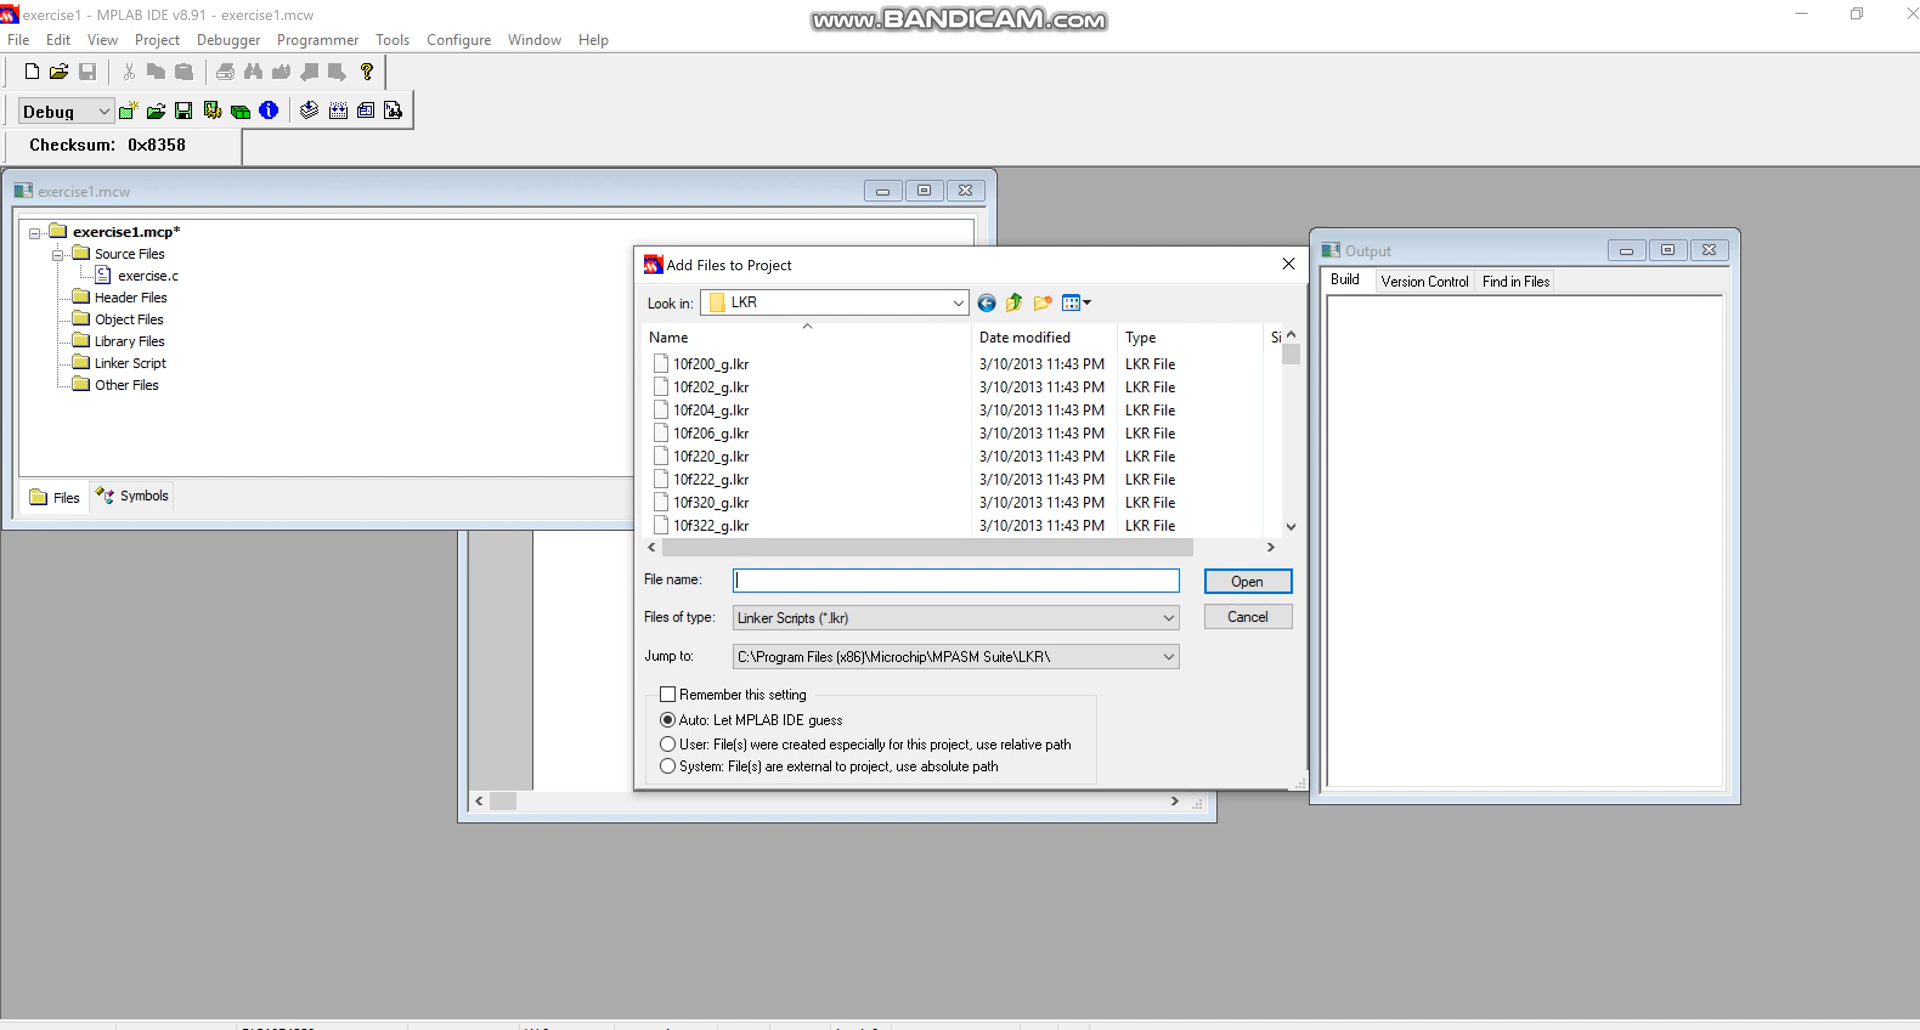 exercise1 - MPLAB IDE v8.91 - exercise1.mcw
www.BANDICAM.com
File Edit View Project Debugger Programmer Tools Configure Window Help
Debug
Checksum: 0x8358
exercise1.mcw
exercise1.mcp*
Source Files
exercise.c
Header Files
Object Files
Library Files
Linker Script
Other Files
Files Symbols
Add Files to Project
Look in: LKR
Name Date modified Type Si
10f200_g.lkr 3/10/2013 11:43 PM LKR File
10f202_g.lkr 3/10/2013 11:43 PM LKR File
10f204_g.lkr 3/10/2013 11:43 PM LKR File
10f206_g.lkr 3/10/2013 11:43 PM LKR File
10f220_g.lkr 3/10/2013 11:43 PM LKR File
10f222_g.lkr 3/10/2013 11:43 PM LKR File
10f320_g.lkr 3/10/2013 11:43 PM LKR File
10f322_g.lkr 3/10/2013 11:43 PM LKR File
File name: Open
Files of type: Linker Scripts (*.lkr) Cancel
Jump to: C:\Program Files (x86)\Microchip\MPASM Suite\LKR\
Remember this setting
Auto: Let MPLAB IDE guess
User: File(s) were created especially for this project, use relative path
System: File(s) are external to project, use absolute path
Output
Build Version Control Find in Files